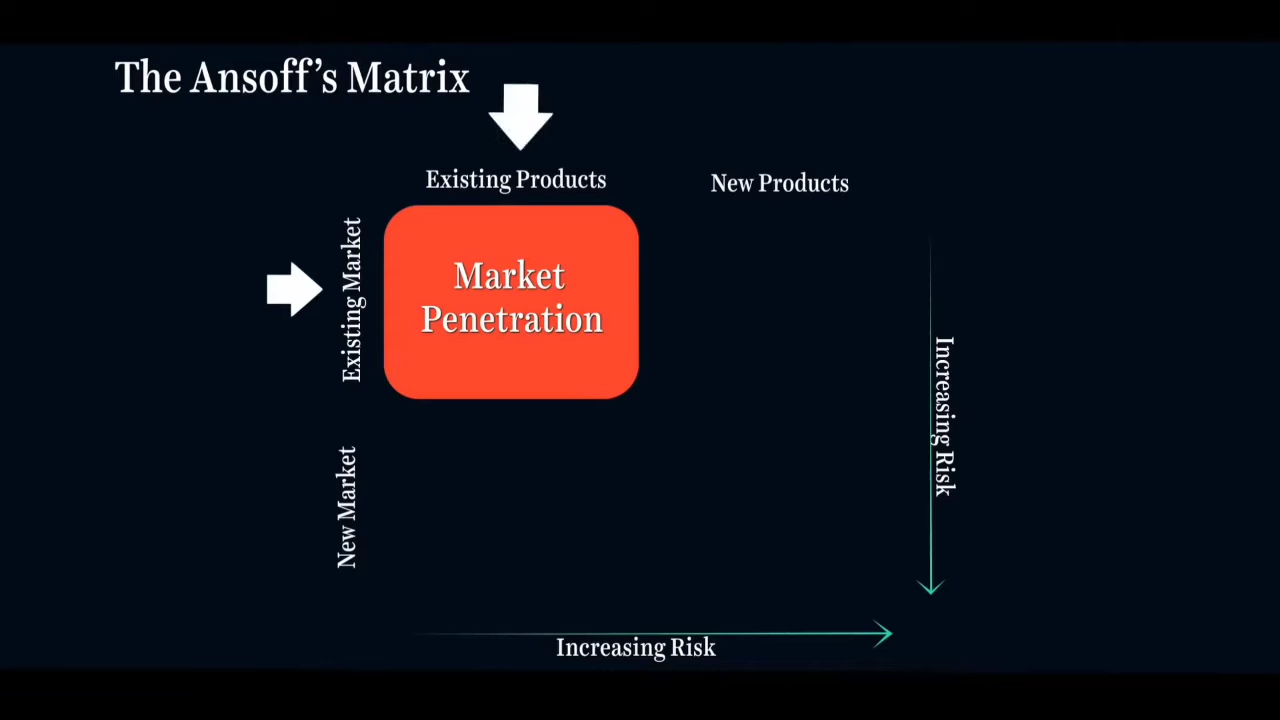 The Ansoff’s Matrix
Existing Products
New Products
Existing Market
Market
Penetration
Increasing Risk
New Market
Increasing Risk